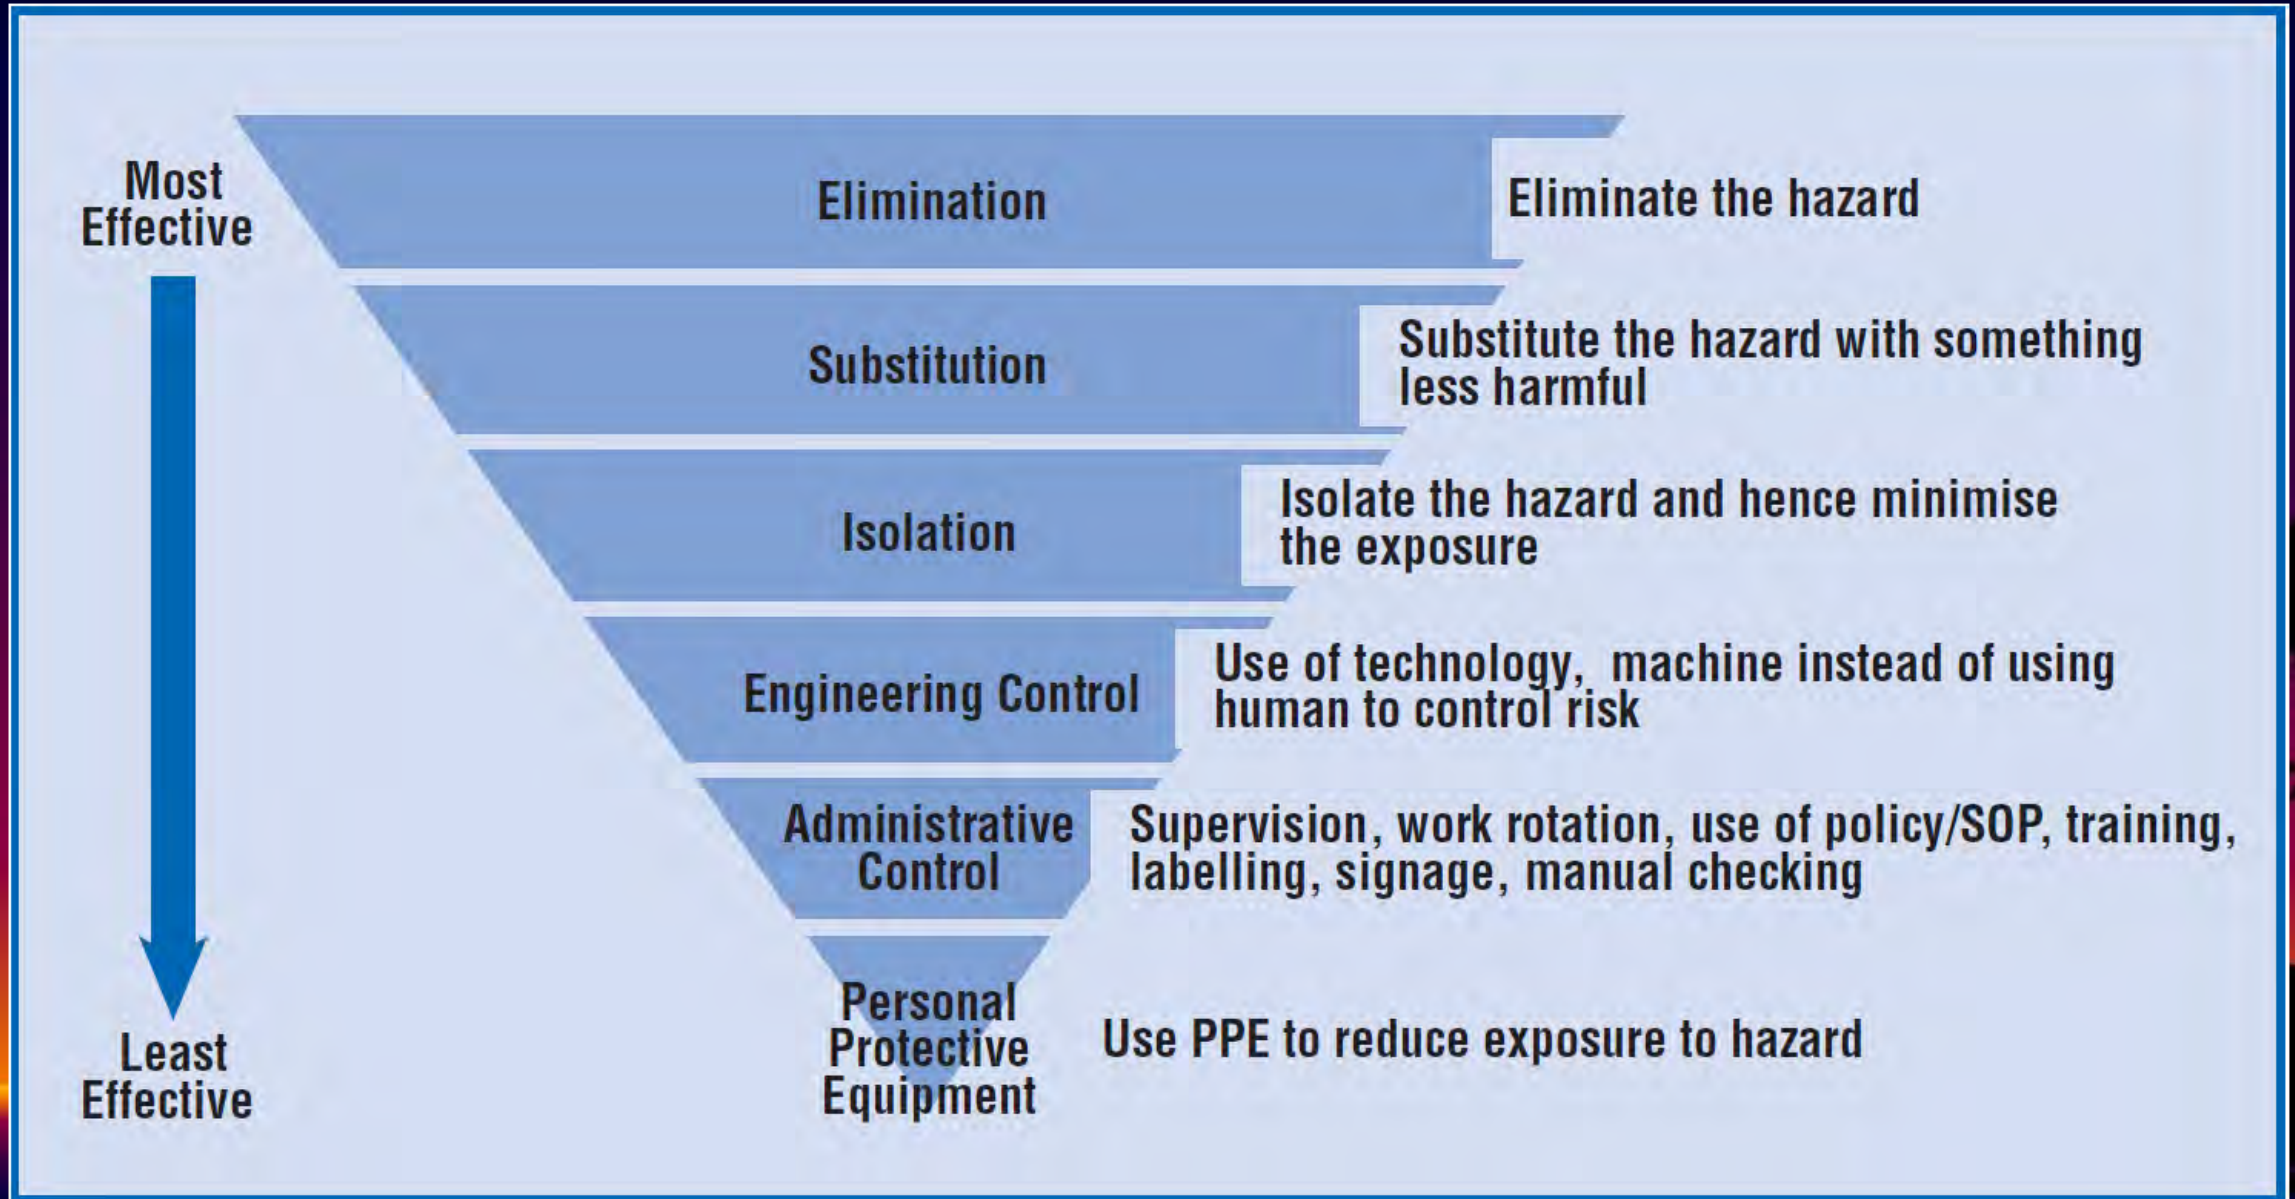 Most
Effective
Elimination
Eliminate the hazard
Substitution
Substitute the hazard with something
less harmful
Isolation
Isolate the hazard and hence minimise
the exposure
Engineering Control
Use of technology, machine instead of using
human to control risk
Administrative
Control
Supervision, work rotation, use of policy/SOP, training,
labelling, signage, manual checking
Personal
Protective
Equipment
Use PPE to reduce exposure to hazard
Least
Effective